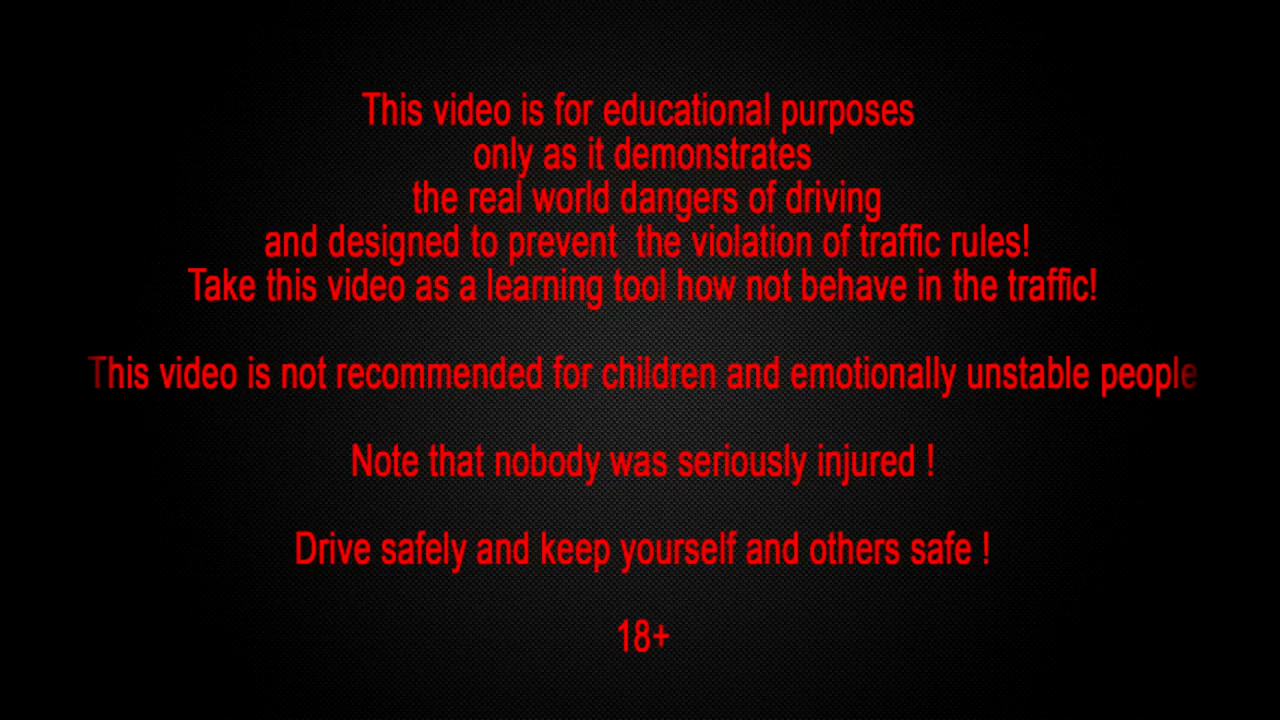 This video is for educational purposes
only as it demonstrates
the real world dangers of driving
and designed to prevent  the violation of traffic rules!
Take this video as a learning tool how not behave in the traffic!
This video is not recommended for children and emotionally unstable people
Note that nobody was seriously injured !
Drive safely and keep yourself and others safe !
18+